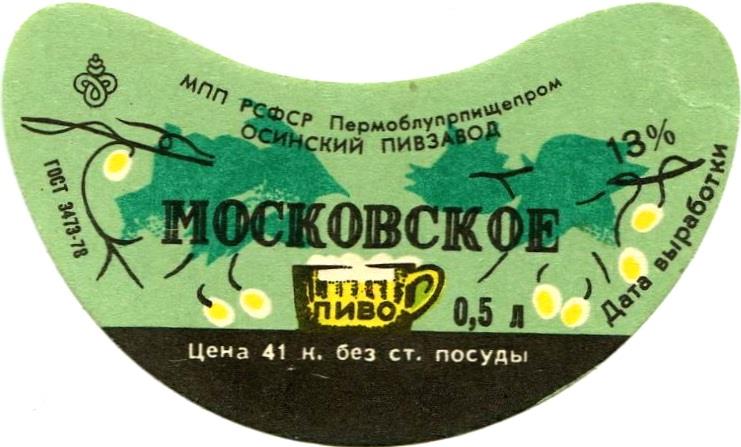 МПП РСФСР Пермоблупрпищепром
ОСИНСКИЙ ПИВЗАВОД
13%
ГОСТ 3473-78
МОСКОВСКОЕ
ПИВО
0,5 л
Дата выработки
Цена 41 к. без ст. посуды